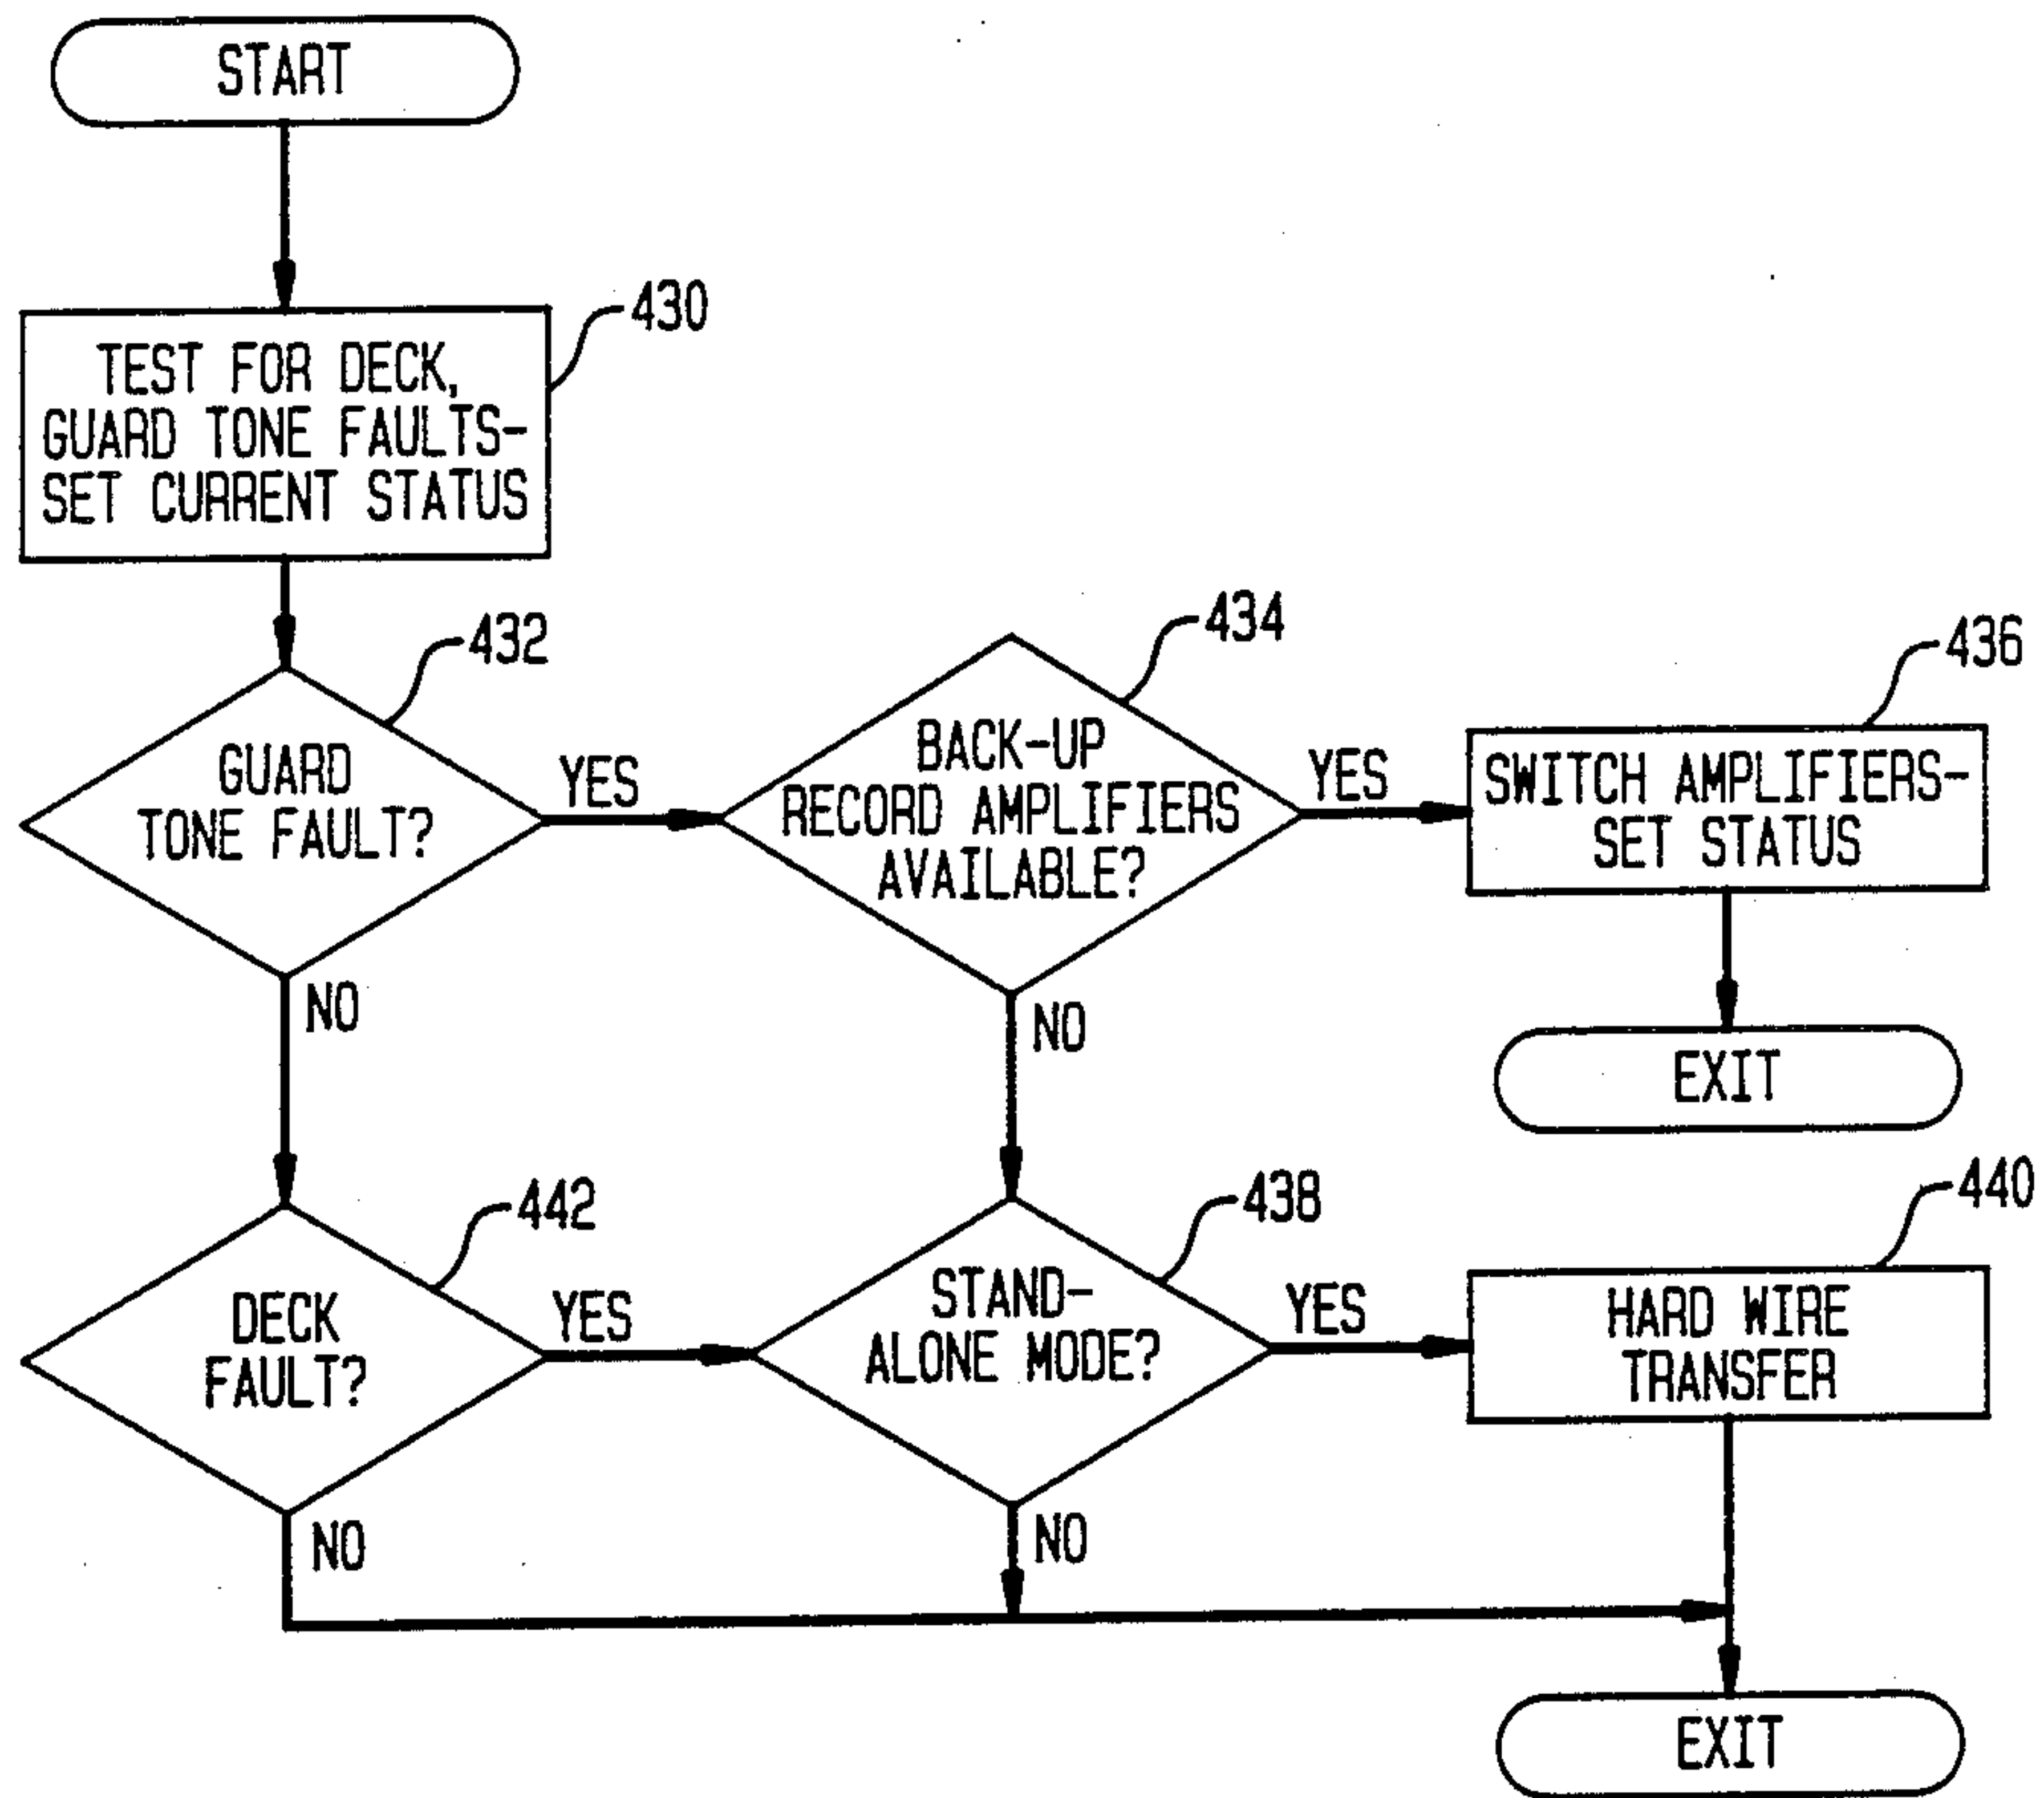 START
430
TEST FOR DECK,
GUARD TONE FAULTS-
SET CURRENT STATUS
432
GUARD
TONE FAULT?
YES
NO
434
BACK-UP
RECORD AMPLIFIERS
AVAILABLE?
YES
NO
436
SWITCH AMPLIFIERS-
SET STATUS
EXIT
442
DECK
FAULT?
YES
NO
438
STAND-
ALONE MODE?
YES
NO
440
HARD WIRE
TRANSFER
EXIT